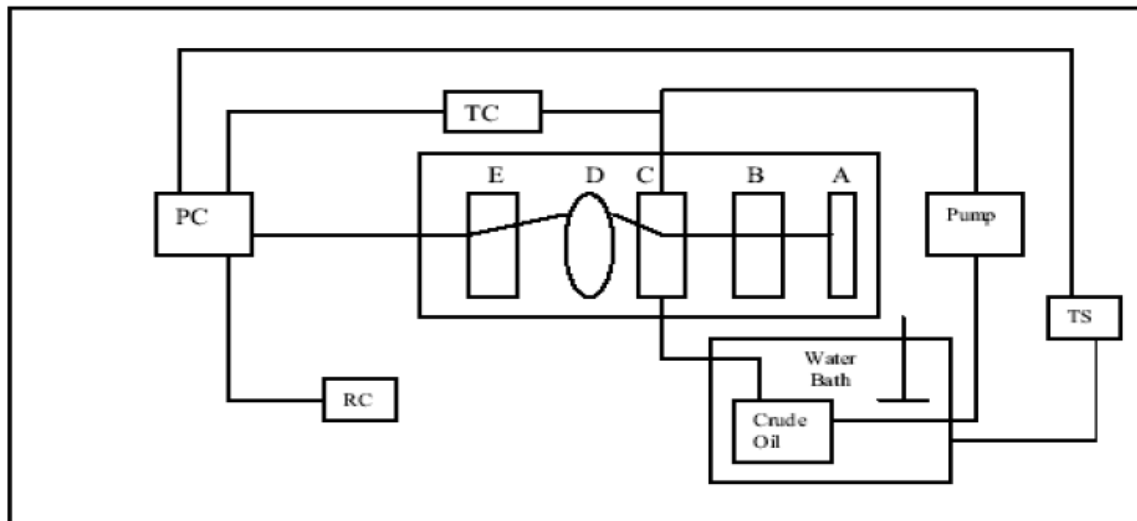 TC
E D C B A
PC
Pump
TS
Water
Bath
RC
Crude
Oil